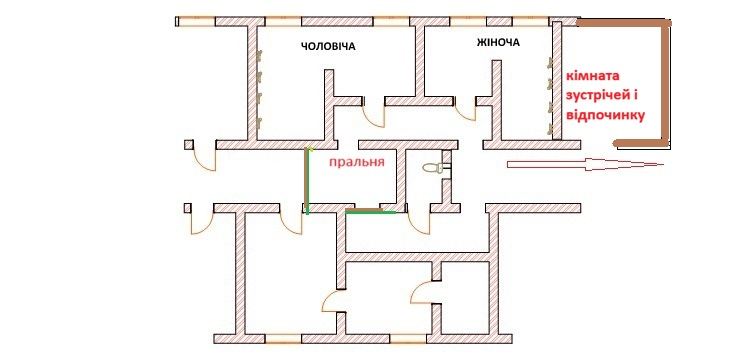 ЧОЛОВІЧА
ЖІНОЧА
кімната
зустрічей і
відпочинку
пральня